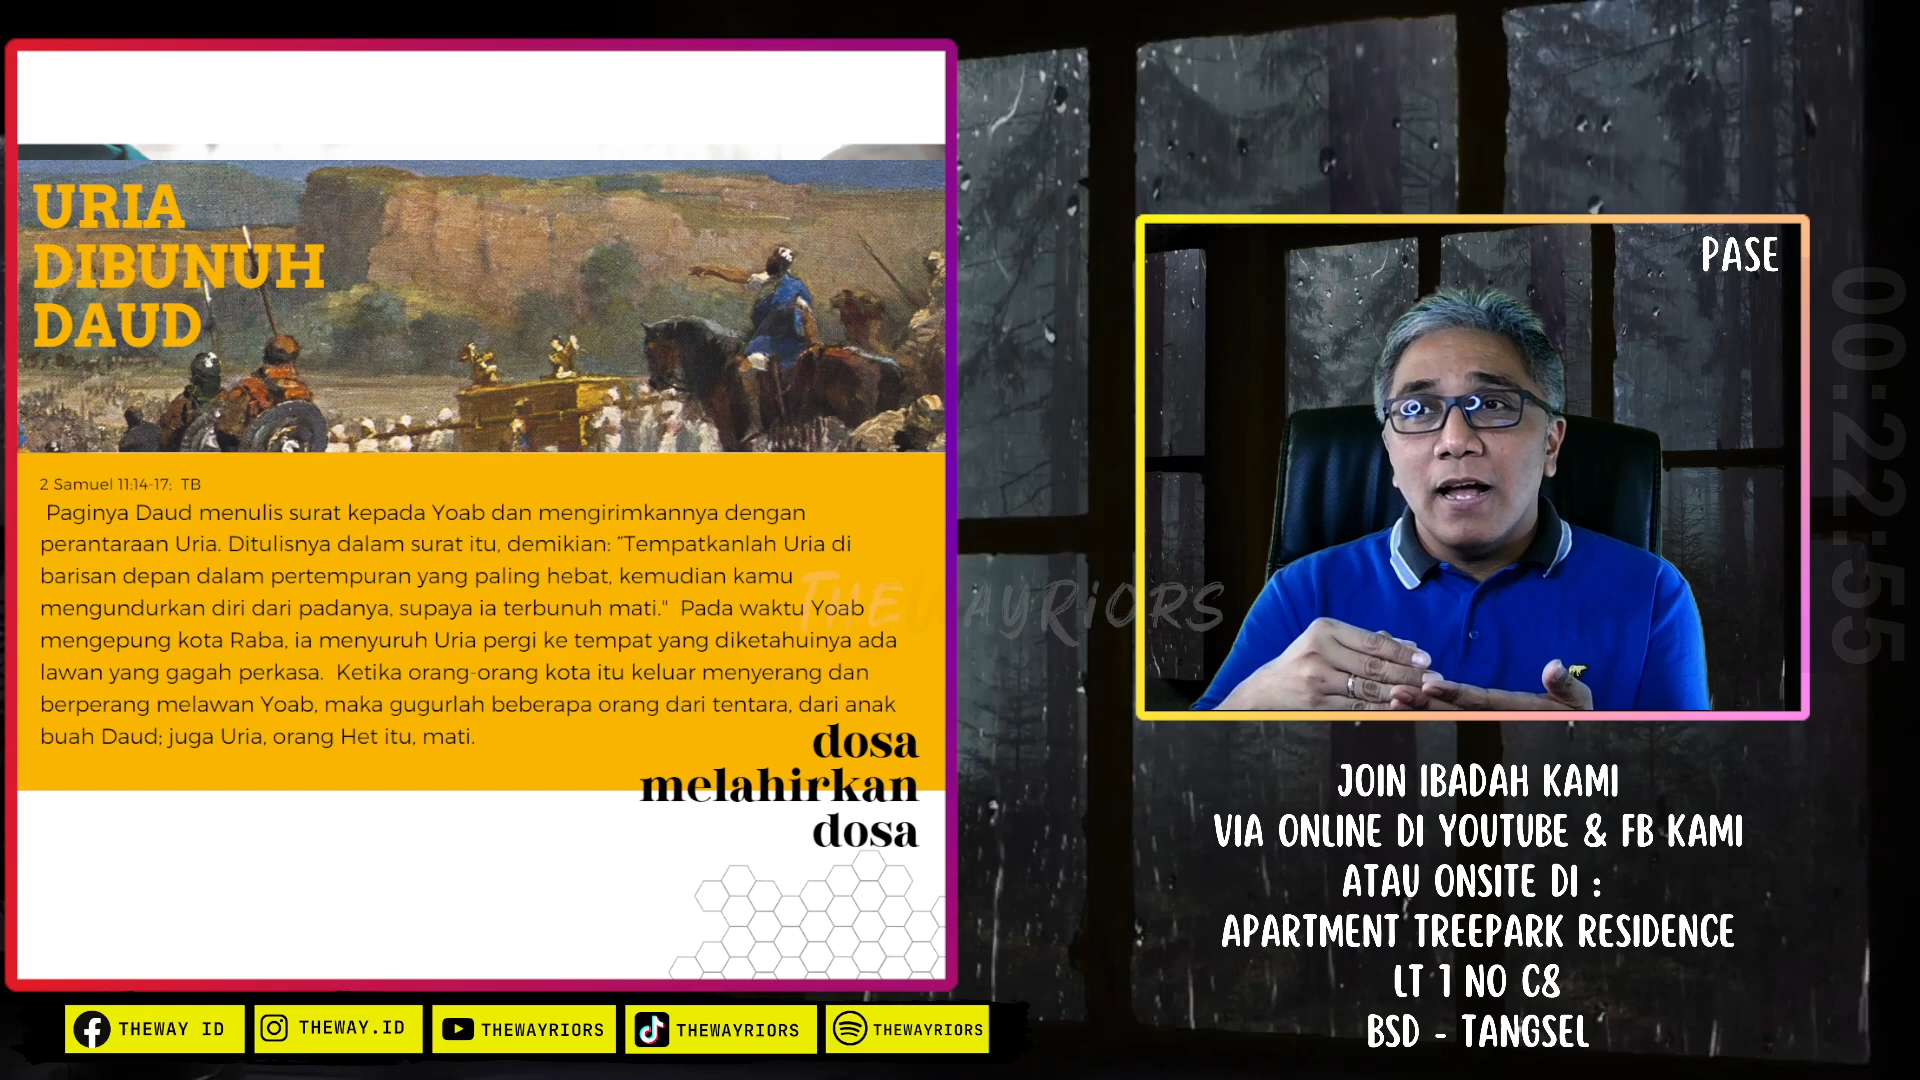 URIA
DIBUNUH
DAUD
2 Samuel 11:14-17; TB
Paginya Daud menulis surat kepada Yoab dan mengirimkannya dengan
perantaraan Uria. Ditulisnya dalam surat itu, demikian: "Tempatkanlah Uria di
barisan depan dalam pertempuran yang paling hebat, kemudian kamu
mengundurkan diri dari padanya, supaya ia terbunuh mati." Pada waktu Yoab
mengepung kota Raba, ia menyuruh Uria pergi ke tempat yang diketahuinya ada
lawan yang gagah perkasa. Ketika orang-orang kota itu keluar menyerang dan
berperang melawan Yoab, maka gugurlah beberapa orang dari tentara, dari anak
buah Daud; juga Uria, orang Het itu, mati.
dosa
melahirkan
dosa
THEWAYRIORS
PASE
00:22:55
JOIN IBADAH KAMI
VIA ONLINE DI YOUTUBE & FB KAMI
ATAU ONSITE DI :
APARTMENT TREEPARK RESIDENCE
LT 1 NO C8
BSD - TANGSEL
THEWAY ID
THEWAY.ID
THEWAYRIORS
THEWAYRIORS
THEWAYRIORS